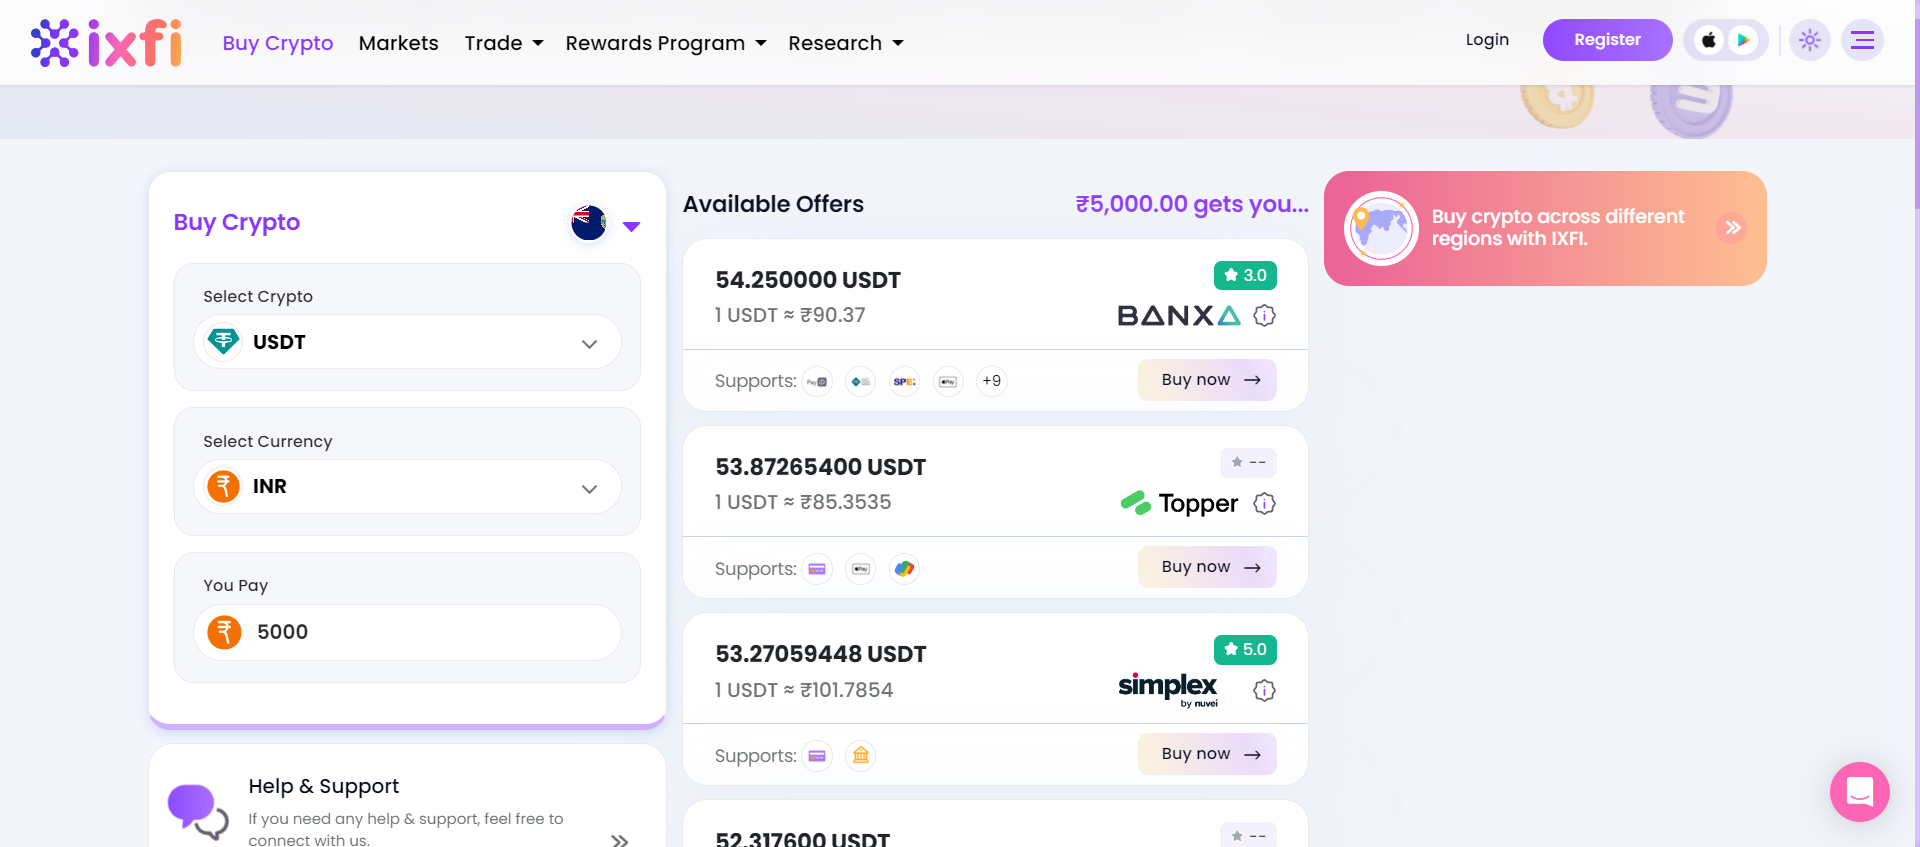 ixfi
Buy Crypto
Markets
Trade
Rewards Program
Research
Login
Register
Buy Crypto
Select Crypto
USDT
Select Currency
INR
You Pay
5000
Help & Support
If you need any help & support, feel free to
connect with us.
Available Offers
₹5,000.00 gets you...
54.250000 USDT
3.0
1 USDT ≈ ₹90.37
BANXA
Supports:
SPEI
Pay
+9
Buy now
53.87265400 USDT
--
1 USDT ≈ ₹85.3535
Topper
Supports:
Pay
Buy now
53.27059448 USDT
5.0
1 USDT ≈ ₹101.7854
simplex
by nuvei
Supports:
Buy now
52.317600 USDT
--
Buy crypto across different
regions with IXFI.